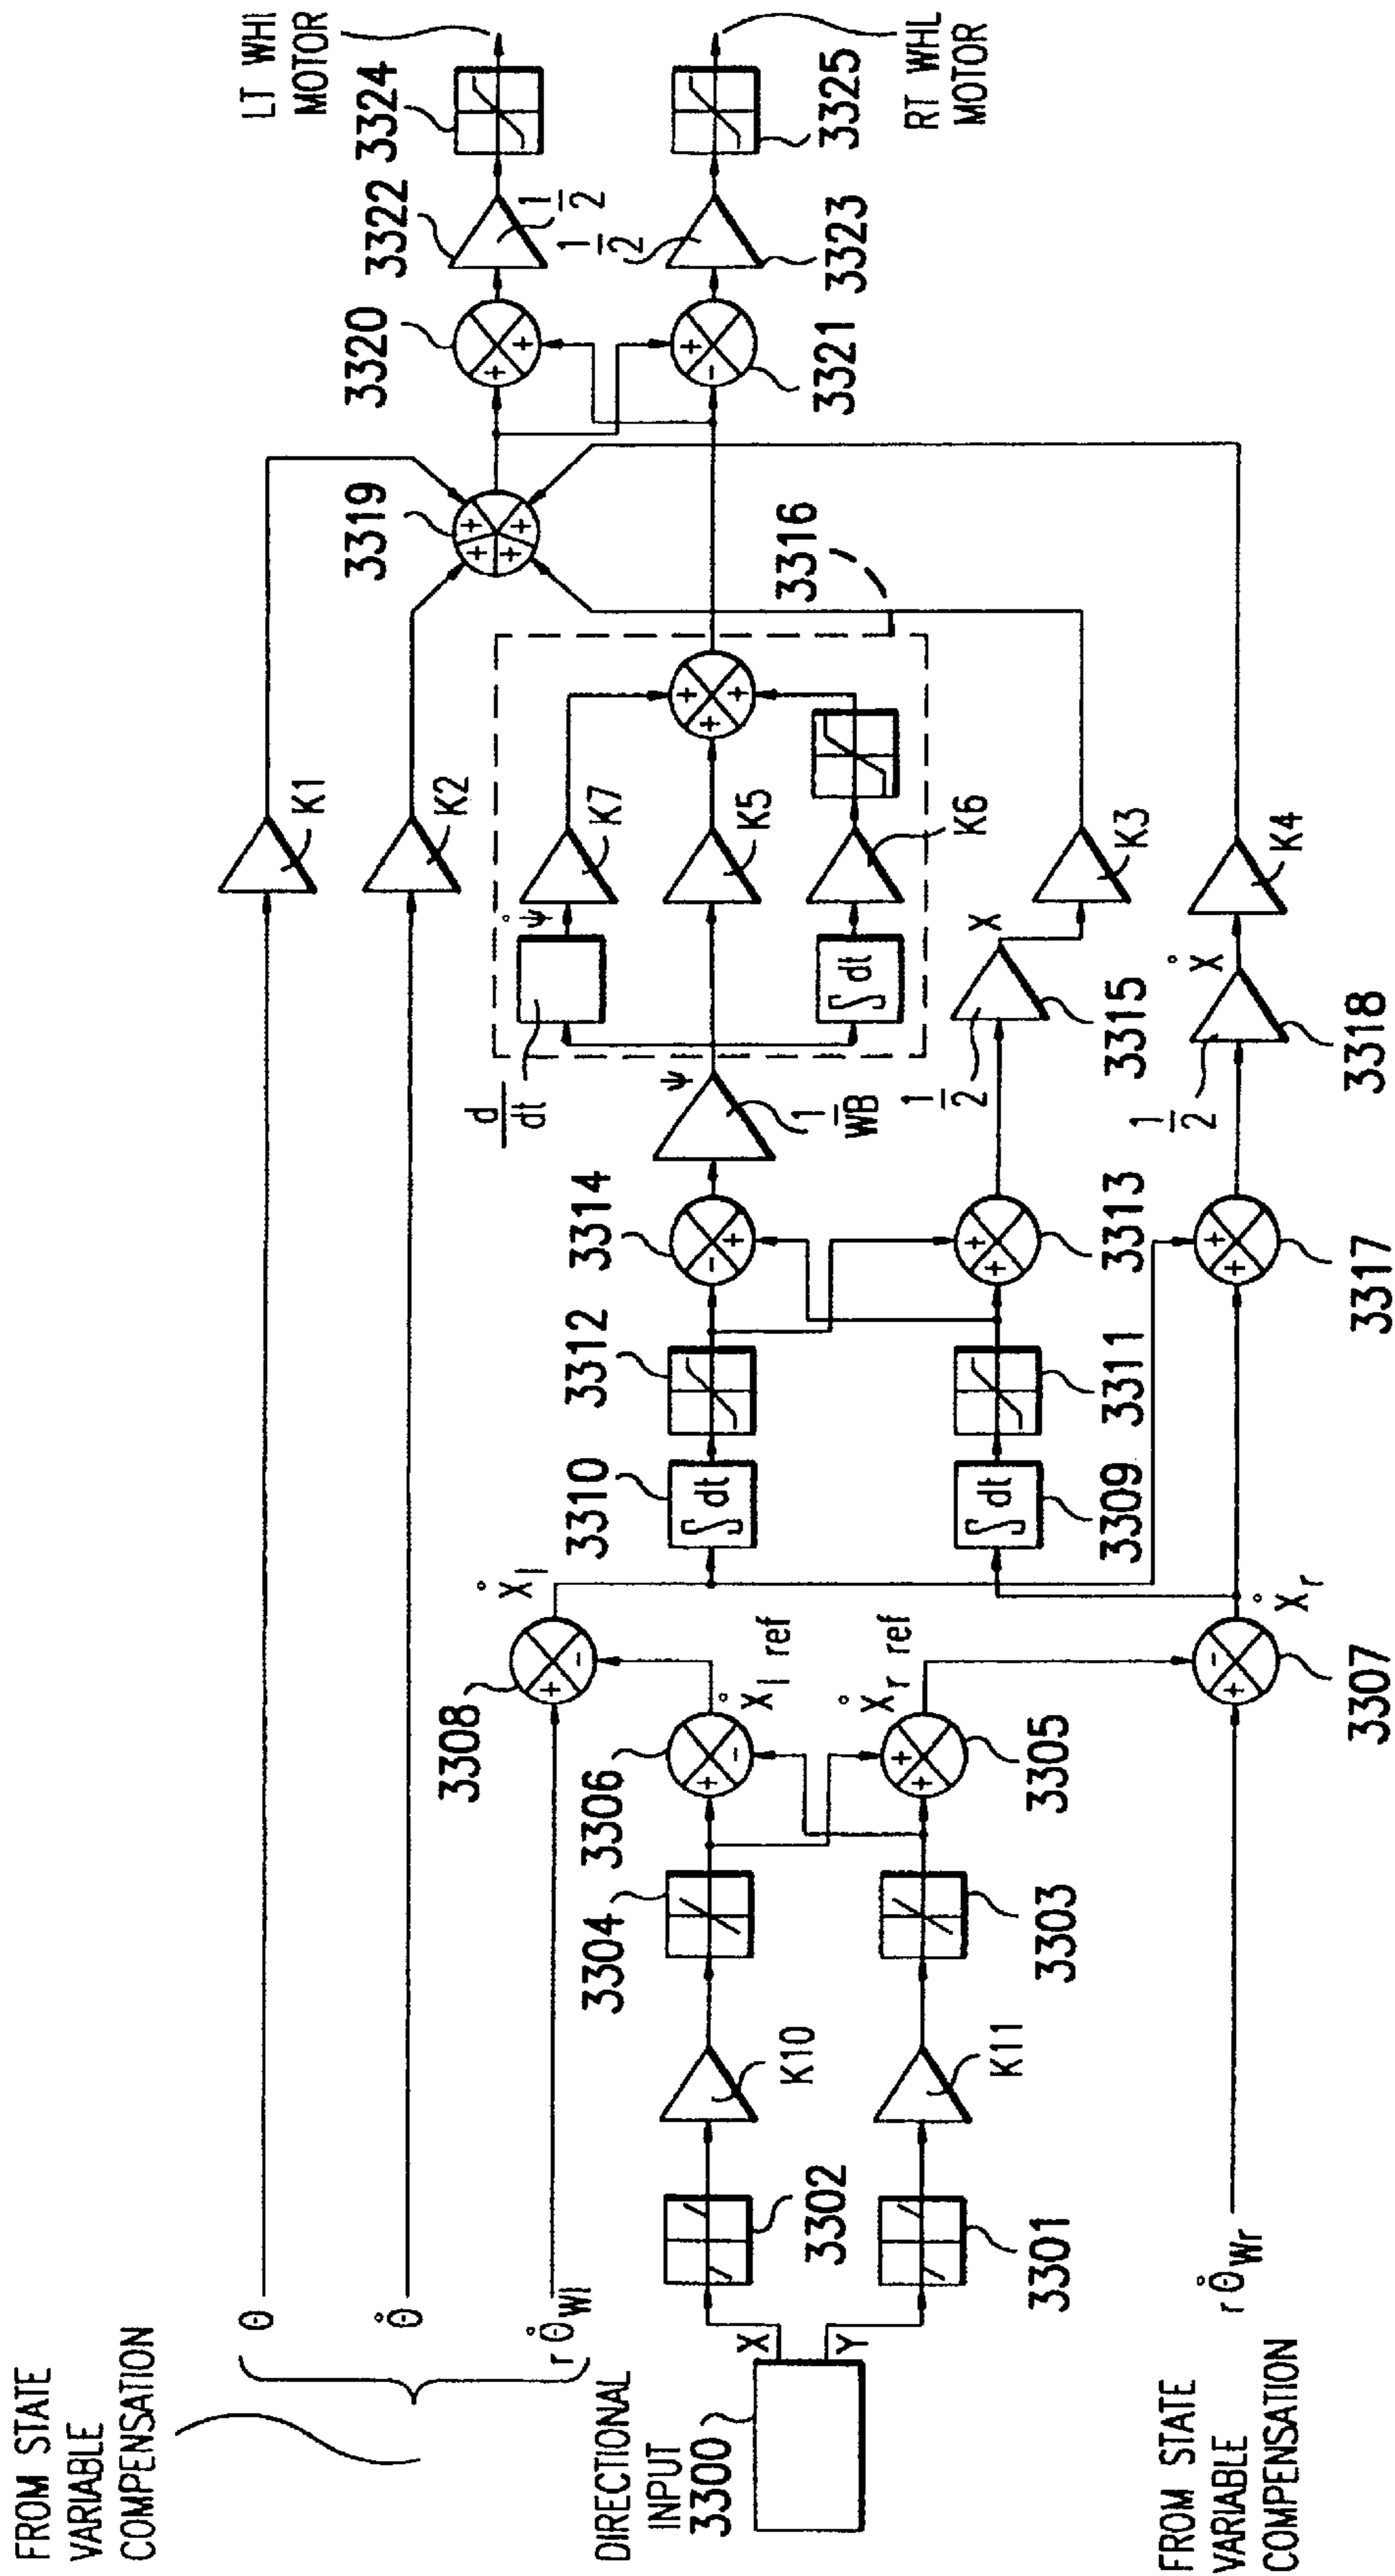 FROM STATE
VARIABLE
COMPENSATION
θ
θ̊
r θ̊ Wl
DIRECTIONAL
INPUT
3300
X
Y
FROM STATE
VARIABLE
COMPENSATION
r θ̊ Wr
3302
3301
K10
K11
3304
3303
3306
+
-
3305
+
+
Ẋl ref
Ẋr ref
3308
+
-
Ẋl
3307
+
-
Ẋr
3310
∫ dt
3309
∫ dt
3312
3311
3314
-
+
3313
+
+
3317
+
+
1/WB
ψ
1/2
3315
X
1/2
3318
Ẋ
d/dt
ψ̊
∫ dt
K1
K2
K7
K5
K6
K3
K4
+
+
+
3316
3319
+
+
+
+
3320
+
+
3321
+
-
3322
1/2
3323
1/2
3324
3325
LT WHl
MOTOR
RT WHL
MOTOR